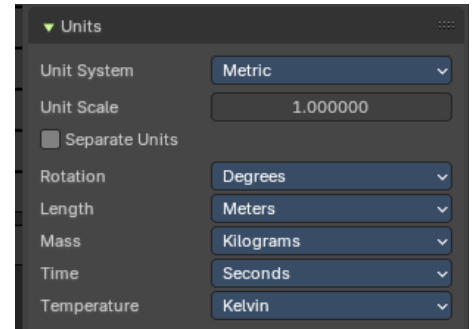 Units
Unit System Metric
Unit Scale 1.000000
Separate Units
Rotation Degrees
Length Meters
Mass Kilograms
Time Seconds
Temperature Kelvin